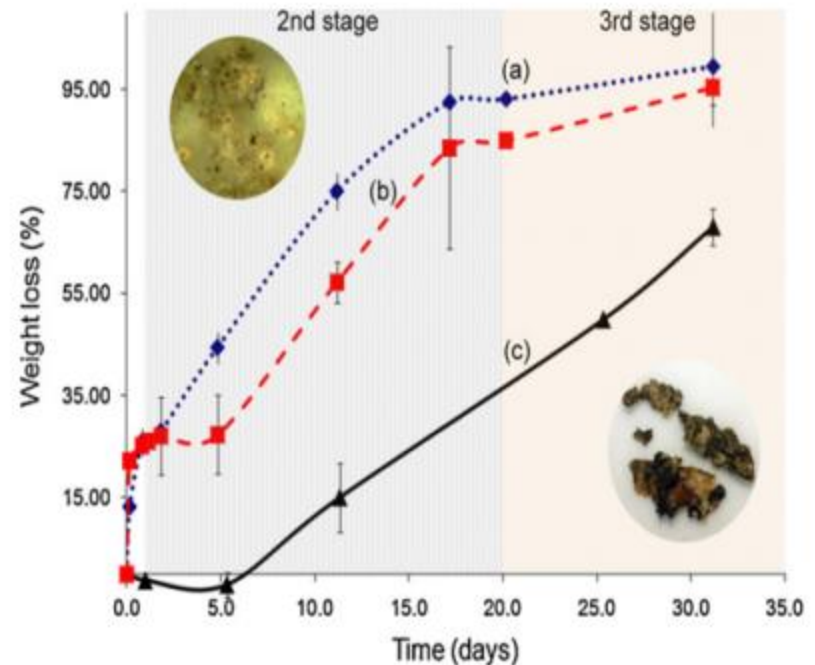 2nd stage 3rd stage
(a)
95.00
(b)
75.00
55.00
(c)
35.00
15.00
0.0 5.0 10.0 15.0 20.0 25.0 30.0 35.0
Weight loss (%)
Time (days)